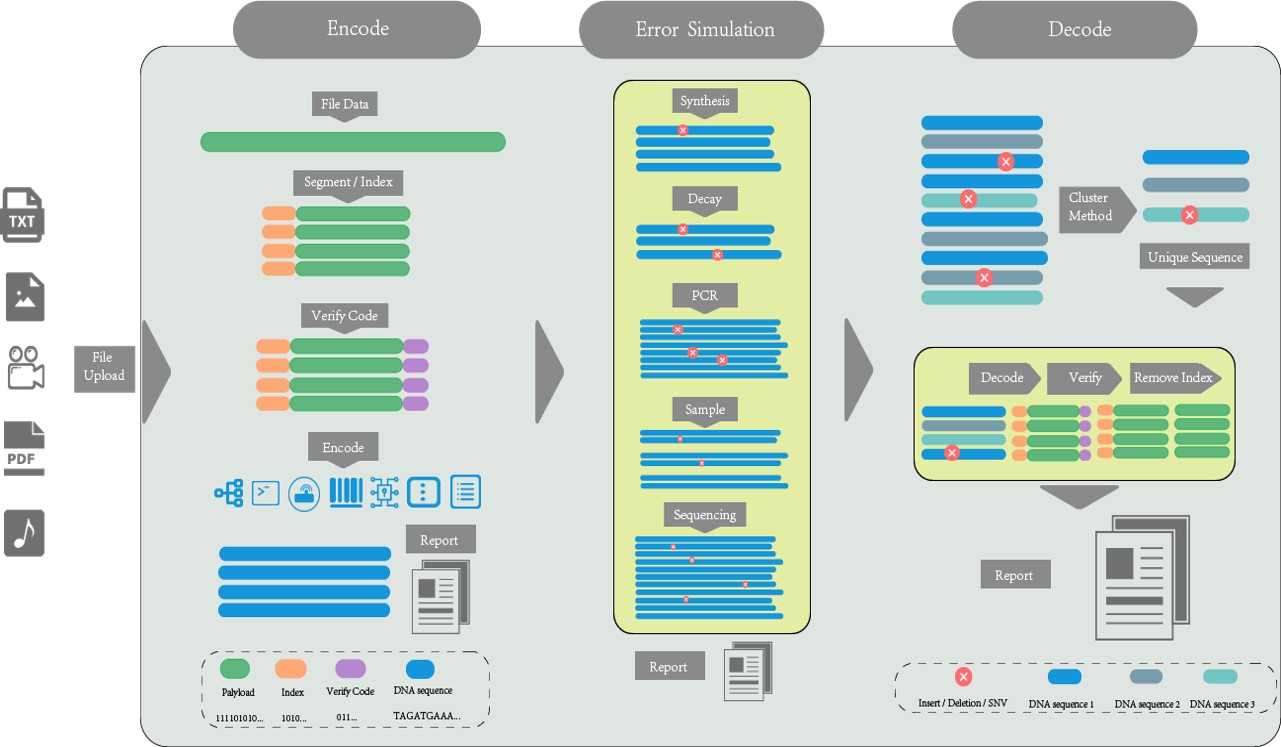 Encode
Error Simulation
Decode
File Data
Segment / Index
Verify Code
Encode
Report
TXT
PDF
File
Upload
Palyload
Index
Verify Code
DNA sequence
111101010...
1010...
011...
TAGATGAAA...
Synthesis
Decay
PCR
Sample
Sequencing
Report
Cluster
Method
Unique Sequence
Decode
Verify
Remove Index
Report
Insert / Deletion / SNV
DNA sequence 1
DNA sequence 2
DNA sequence 3